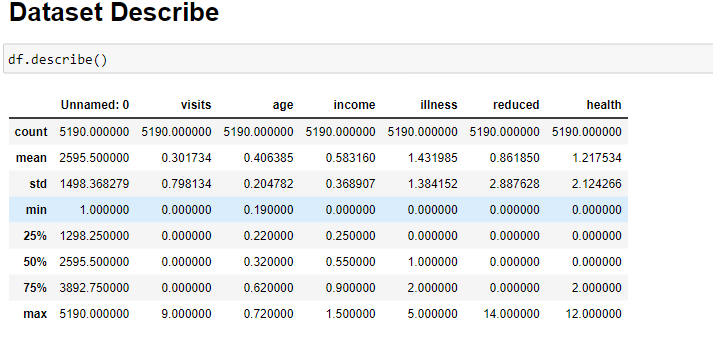 Dataset Describe
df.describe()
Unnamed: 0 visits age income illness reduced health
count 5190.000000 5190.000000 5190.000000 5190.000000 5190.000000 5190.000000 5190.000000
mean 2595.500000 0.301734 0.406385 0.583160 1.431985 0.861850 1.217534
std 1498.368279 0.798134 0.204782 0.368907 1.384152 2.887628 2.124266
min 1.000000 0.000000 0.190000 0.000000 0.000000 0.000000 0.000000
25% 1298.250000 0.000000 0.220000 0.250000 0.000000 0.000000 0.000000
50% 2595.500000 0.000000 0.320000 0.550000 1.000000 0.000000 0.000000
75% 3892.750000 0.000000 0.620000 0.900000 2.000000 0.000000 2.000000
max 5190.000000 9.000000 0.720000 1.500000 5.000000 14.000000 12.000000